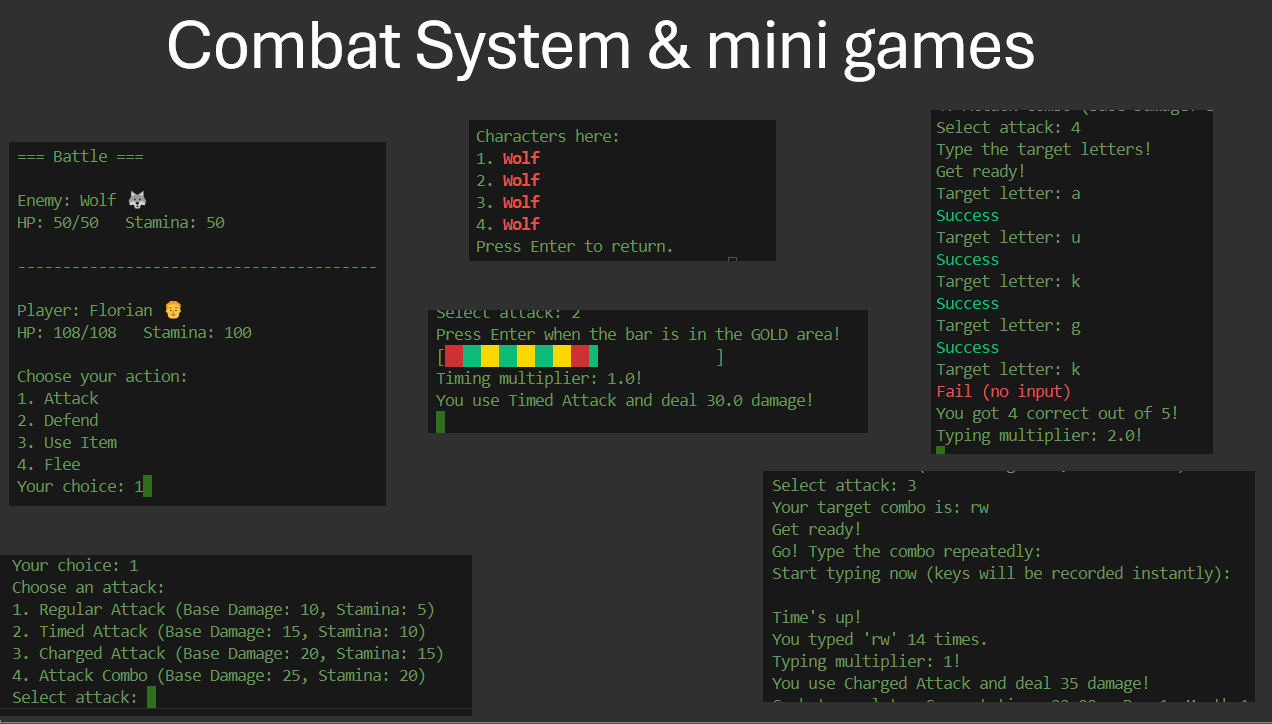 Combat System & mini games
=== Battle ===
Enemy: Wolf 🐺
HP: 50/50   Stamina: 50
----------------------------------------
Player: Florian 👨
HP: 108/108   Stamina: 100
Choose your action:
1. Attack
2. Defend
3. Use Item
4. Flee
Your choice: 1
Your choice: 1
Choose an attack:
1. Regular Attack (Base Damage: 10, Stamina: 5)
2. Timed Attack (Base Damage: 15, Stamina: 10)
3. Charged Attack (Base Damage: 20, Stamina: 15)
4. Attack Combo (Base Damage: 25, Stamina: 20)
Select attack:
Characters here:
1. Wolf
2. Wolf
3. Wolf
4. Wolf
Press Enter to return.
Select attack: 2
Press Enter when the bar is in the GOLD area!
[ ]
Timing multiplier: 1.0!
You use Timed Attack and deal 30.0 damage!
Select attack: 4
Type the target letters!
Get ready!
Target letter: a
Success
Target letter: u
Success
Target letter: k
Success
Target letter: g
Success
Target letter: k
Fail (no input)
You got 4 correct out of 5!
Typing multiplier: 2.0!
Select attack: 3
Your target combo is: rw
Get ready!
Go! Type the combo repeatedly:
Start typing now (keys will be recorded instantly):
Time's up!
You typed 'rw' 14 times.
Typing multiplier: 1!
You use Charged Attack and deal 35 damage!